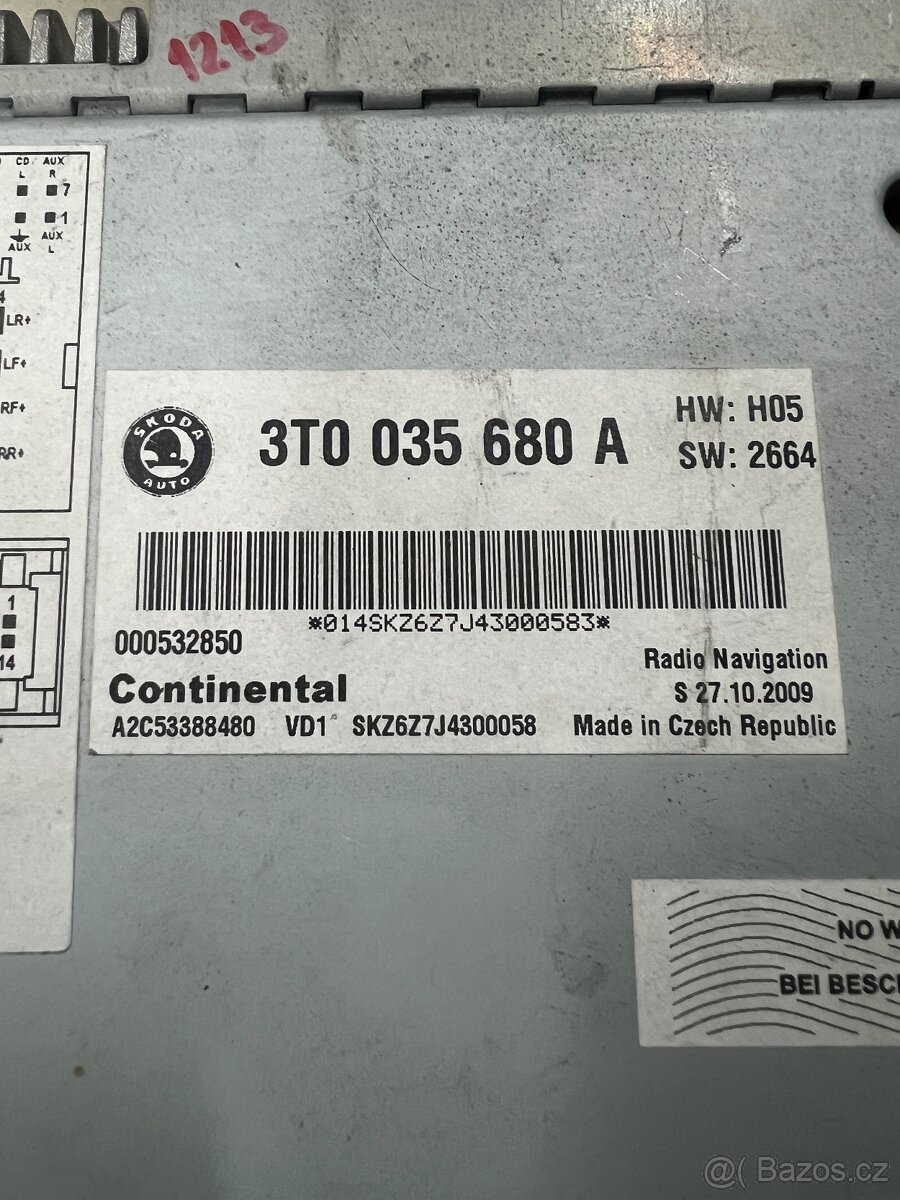 1213
CD AUX
L R
7
1
AUX AUX
L
4
LR+
LF+
RF+
RR+
1
14
SKODA
AUTO
3T0 035 680 A
HW: H05
SW: 2664
*014SKZ6Z7J43000583*
000532850
Radio Navigation
Continental
S 27.10.2009
A2C53388480 VD1 SKZ6Z7J4300058 Made in Czech Republic
NO W
BEI BESC
@( Bazos.cz